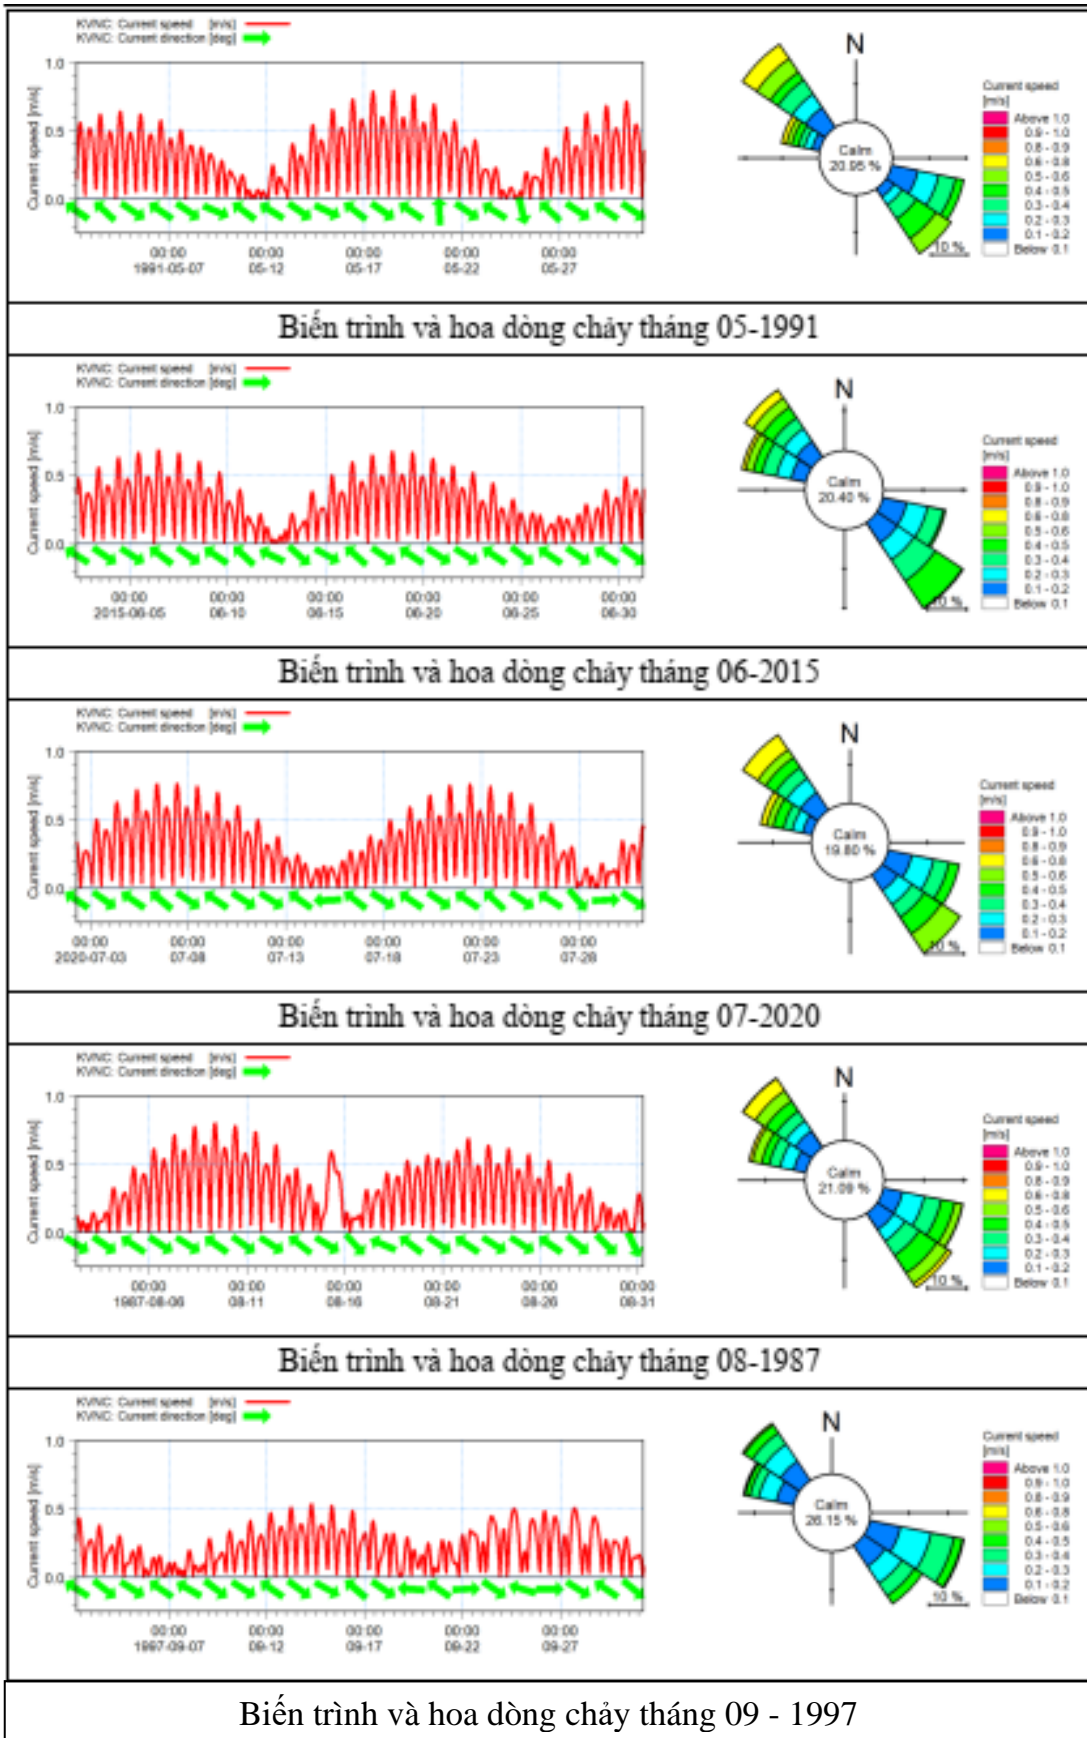 KVNC: Current speed [m/s]
KVNC: Current direction [deg]
Current speed [m/s]
1.0
0.5
0.0
00:00 00:00 00:00 00:00 00:00
1991-05-07 05-12 05-17 05-22 05-27
N
Calm
20.95 %
10 %
Current speed
[m/s]
Above 1.0
0.9 - 1.0
0.8 - 0.9
0.6 - 0.8
0.5 - 0.6
0.4 - 0.5
0.3 - 0.4
0.2 - 0.3
0.1 - 0.2
Below 0.1
Biến trình và hoa dòng chảy tháng 05-1991
KVNC: Current speed [m/s]
KVNC: Current direction [deg]
Current speed [m/s]
1.0
0.5
0.0
00:00 00:00 00:00 00:00 00:00 00:00
2015-06-05 06-10 06-15 06-20 06-25 06-30
N
Calm
20.40 %
10 %
Current speed
[m/s]
Above 1.0
0.9 - 1.0
0.8 - 0.9
0.6 - 0.8
0.5 - 0.6
0.4 - 0.5
0.3 - 0.4
0.2 - 0.3
0.1 - 0.2
Below 0.1
Biến trình và hoa dòng chảy tháng 06-2015
KVNC: Current speed [m/s]
KVNC: Current direction [deg]
Current speed [m/s]
1.0
0.5
0.0
00:00 00:00 00:00 00:00 00:00 00:00
2020-07-03 07-08 07-13 07-18 07-23 07-28
N
Calm
19.80 %
10 %
Current speed
[m/s]
Above 1.0
0.9 - 1.0
0.8 - 0.9
0.6 - 0.8
0.5 - 0.6
0.4 - 0.5
0.3 - 0.4
0.2 - 0.3
0.1 - 0.2
Below 0.1
Biến trình và hoa dòng chảy tháng 07-2020
KVNC: Current speed [m/s]
KVNC: Current direction [deg]
Current speed [m/s]
1.0
0.5
0.0
00:00 00:00 00:00 00:00 00:00 00:00
1987-08-06 08-11 08-16 08-21 08-26 08-31
N
Calm
21.09 %
10 %
Current speed
[m/s]
Above 1.0
0.9 - 1.0
0.8 - 0.9
0.6 - 0.8
0.5 - 0.6
0.4 - 0.5
0.3 - 0.4
0.2 - 0.3
0.1 - 0.2
Below 0.1
Biến trình và hoa dòng chảy tháng 08-1987
KVNC: Current speed [m/s]
KVNC: Current direction [deg]
Current speed [m/s]
1.0
0.5
0.0
00:00 00:00 00:00 00:00 00:00
1997-09-07 09-12 09-17 09-22 09-27
N
Calm
26.15 %
10 %
Current speed
[m/s]
Above 1.0
0.9 - 1.0
0.8 - 0.9
0.6 - 0.8
0.5 - 0.6
0.4 - 0.5
0.3 - 0.4
0.2 - 0.3
0.1 - 0.2
Below 0.1
Biến trình và hoa dòng chảy tháng 09 - 1997